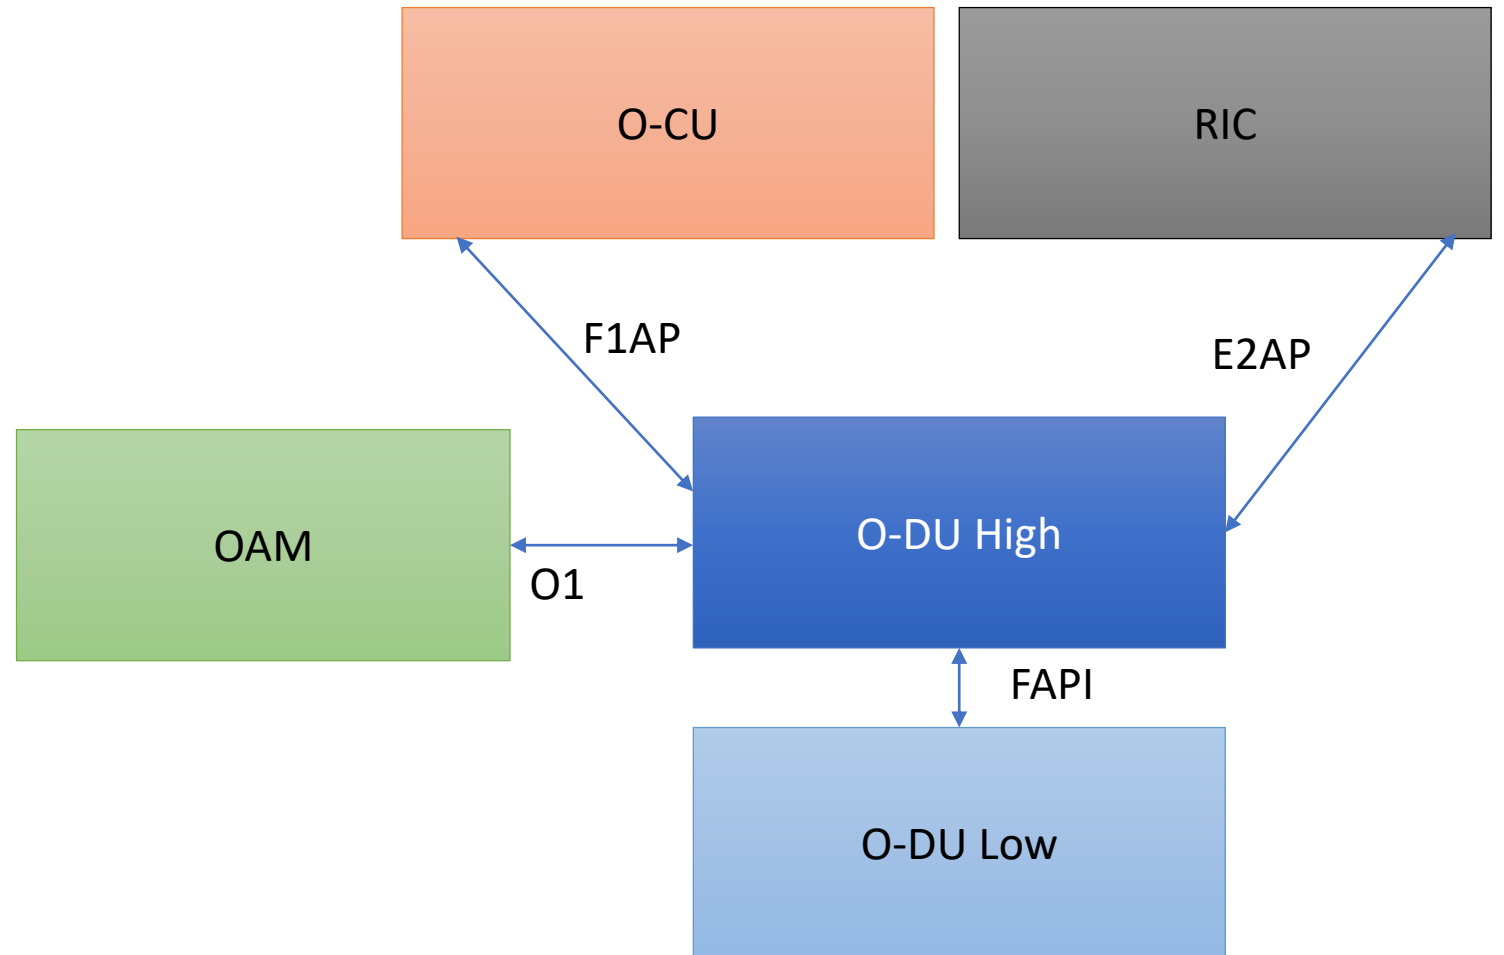 O-CU
RIC
F1AP
E2AP
OAM
O-DU High
O1
FAPI
O-DU Low